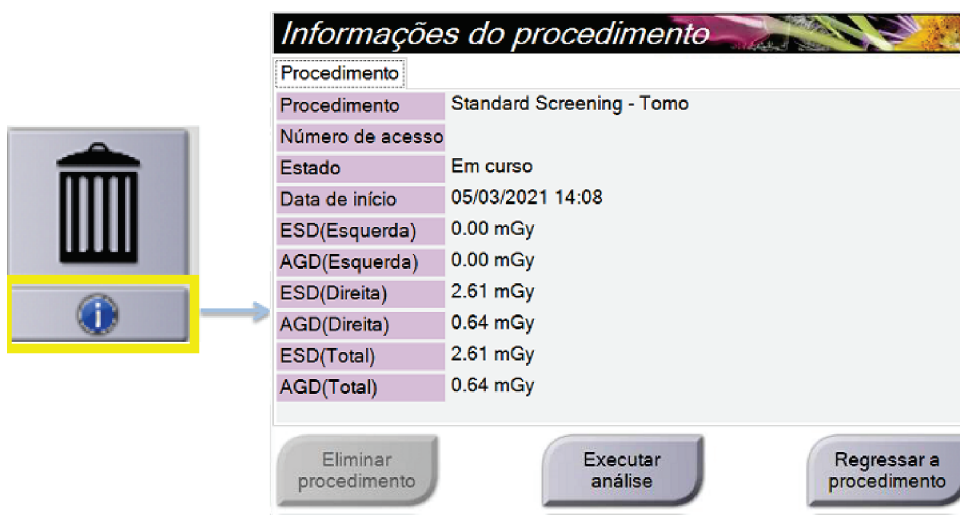 Informações do procedimento
Procedimento
Procedimento Standard Screening - Tomo
Número de acesso
Estado Em curso
Data de início 05/03/2021 14:08
ESD(Esquerda) 0.00 mGy
AGD(Esquerda) 0.00 mGy
ESD(Direita) 2.61 mGy
AGD(Direita) 0.64 mGy
ESD(Total) 2.61 mGy
AGD(Total) 0.64 mGy
Eliminar
procedimento
Executar
análise
Regressar a
procedimento